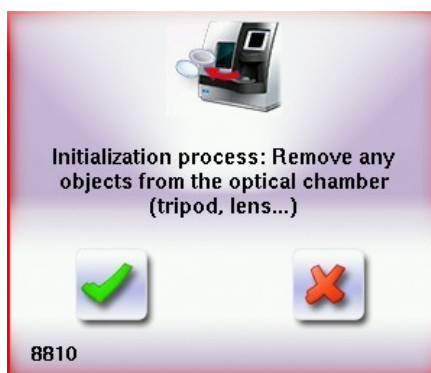 Initialization process: Remove any
objects from the optical chamber
(tripod, lens...)
8810